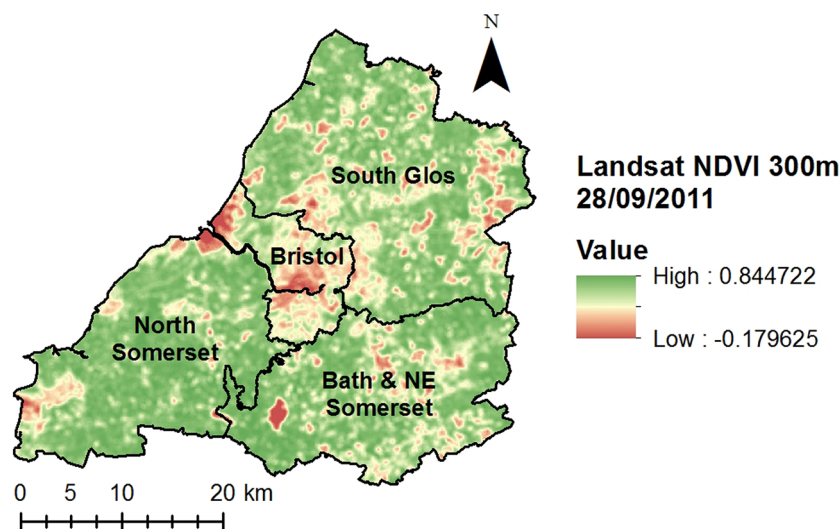 N
Landsat NDVI 300m
28/09/2011
South Glos
Value
Bristol
High : 0.844722
Low : -0.179625
North
Somerset
Bath & NE
Somerset
0 5 10 20 km